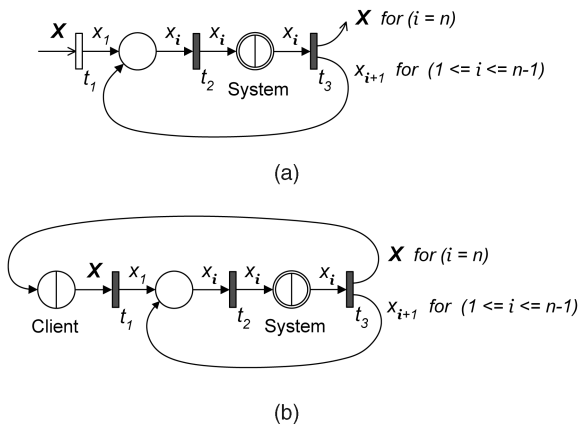 X for (i = n)
X x1 xi xi xi
xi+1 for (1 <= i <= n-1)
t1 t2 System t3
(a)
X for (i = n)
X x1 xi xi xi
xi+1 for (1 <= i <= n-1)
Client t1 t2 System t3
(b)